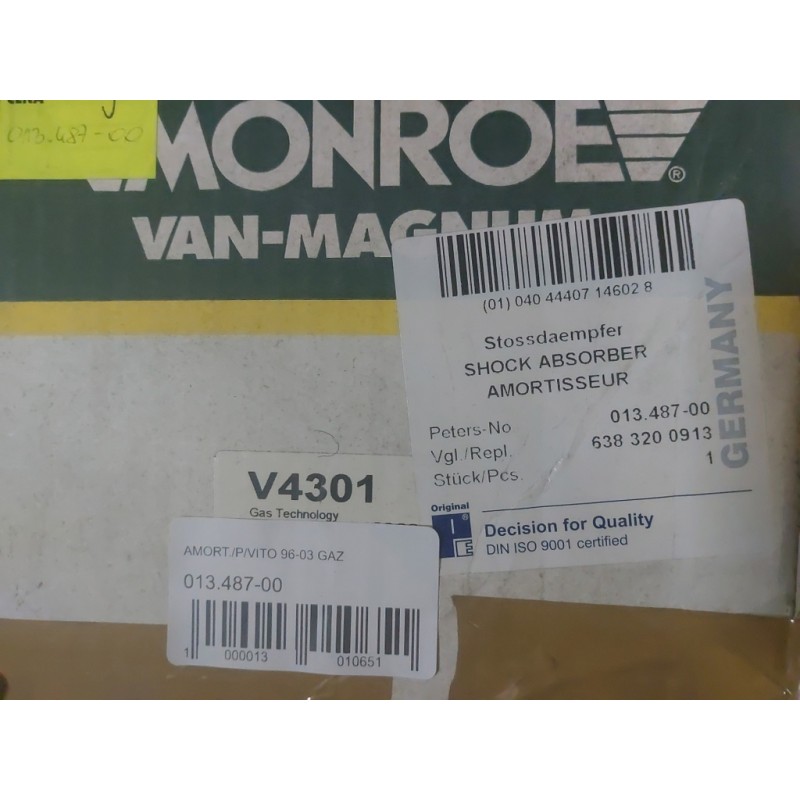 CENA
013.487-00
MONROE®
VAN-MAGNUM
(01) 040 44407 14602 8
Stossdaempfer
SHOCK ABSORBER
AMORTISSEUR
GERMANY
Peters-No 013.487-00
Vgl./Repl. 638 320 0913
Stück/Pcs. 1
V4301
Gas Technology
Original
Decision for Quality
DIN ISO 9001 certified
AMORT./P/VITO 96-03 GAZ
013.487-00
1 000013 010651